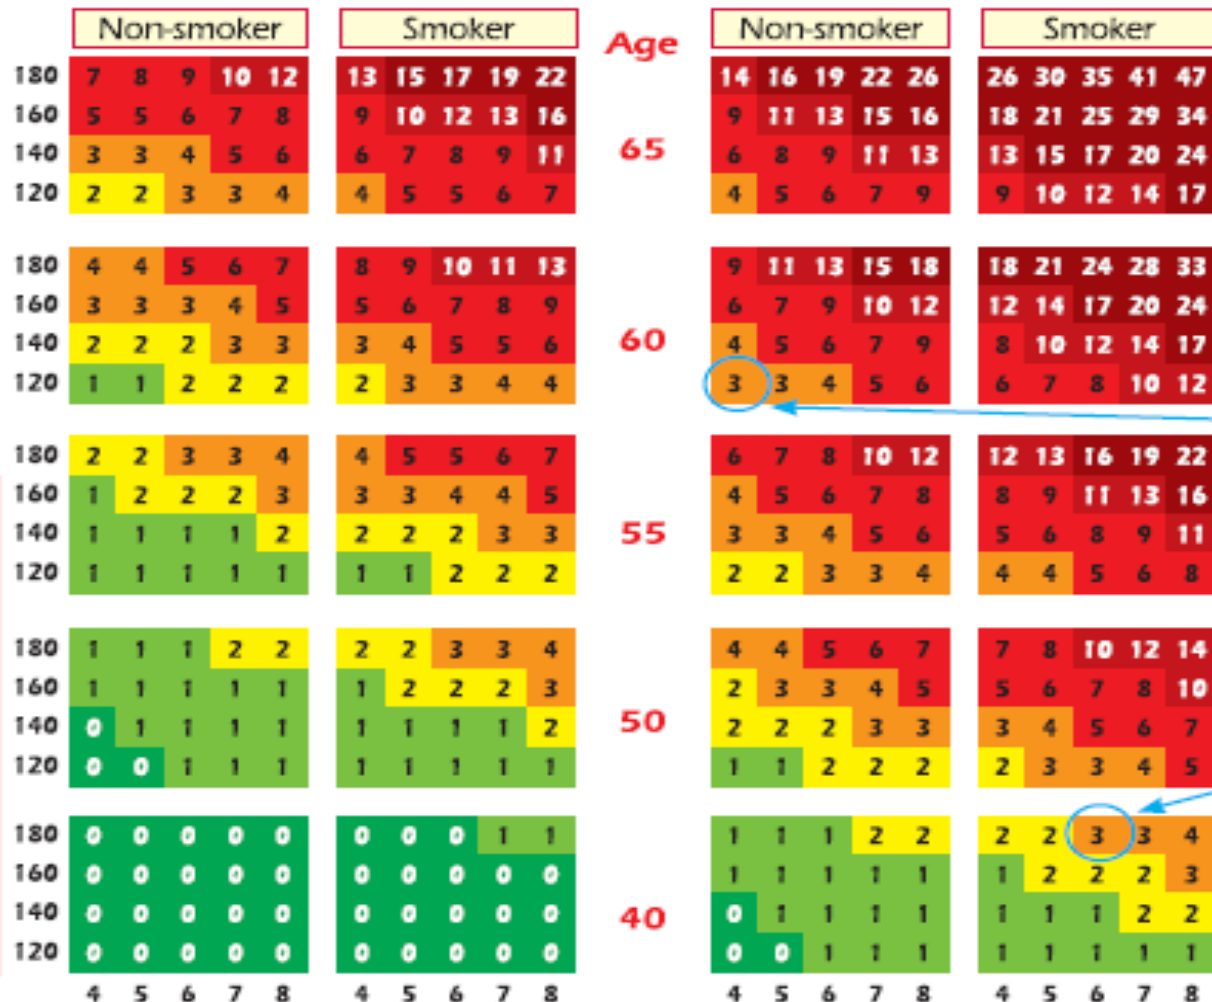 Non-smoker Smoker Age Non-smoker Smoker
180 7 8 9 10 12 13 15 17 19 22 14 16 19 22 26 26 30 35 41 47
160 5 5 6 7 8 9 10 12 13 16 9 11 13 15 16 18 21 25 29 34
65
140 3 3 4 5 6 6 7 8 9 11 6 8 9 11 13 13 15 17 20 24
120 2 2 3 3 4 4 5 5 6 7 4 5 6 7 9 9 10 12 14 17
180 4 4 5 6 7 8 9 10 11 13 9 11 13 15 18 18 21 24 28 33
160 3 3 3 4 5 5 6 7 8 9 6 7 9 10 12 12 14 17 20 24
60
140 2 2 2 3 3 3 4 5 5 6 4 5 6 7 9 8 10 12 14 17
120 1 1 2 2 2 2 3 3 4 4 3 3 4 5 6 6 7 8 10 12
180 2 2 3 3 4 4 5 5 6 7 6 7 8 10 12 12 13 16 19 22
160 1 2 2 2 3 3 3 4 4 5 4 5 6 7 8 8 9 11 13 16
55
140 1 1 1 1 2 2 2 2 3 3 3 3 4 5 6 5 6 8 9 11
120 1 1 1 1 1 1 1 2 2 2 2 2 3 3 4 4 4 5 6 8
180 1 1 1 2 2 2 2 3 3 4 4 4 5 6 7 7 8 10 12 14
160 1 1 1 1 1 1 2 2 2 3 2 3 3 4 5 5 6 7 8 10
50
140 0 1 1 1 1 1 1 1 1 2 2 2 2 3 3 3 4 5 6 7
120 0 0 1 1 1 1 1 1 1 1 1 1 2 2 2 2 3 3 4 5
180 0 0 0 0 0 0 0 0 1 1 1 1 1 2 2 2 2 3 3 4
160 0 0 0 0 0 0 0 0 0 0 1 1 1 1 1 1 2 2 2 3
40
140 0 0 0 0 0 0 0 0 0 0 0 1 1 1 1 1 1 1 2 2
120 0 0 0 0 0 0 0 0 0 0 0 0 1 1 1 1 1 1 1 1
4 5 6 7 8 4 5 6 7 8 4 5 6 7 8 4 5 6 7 8